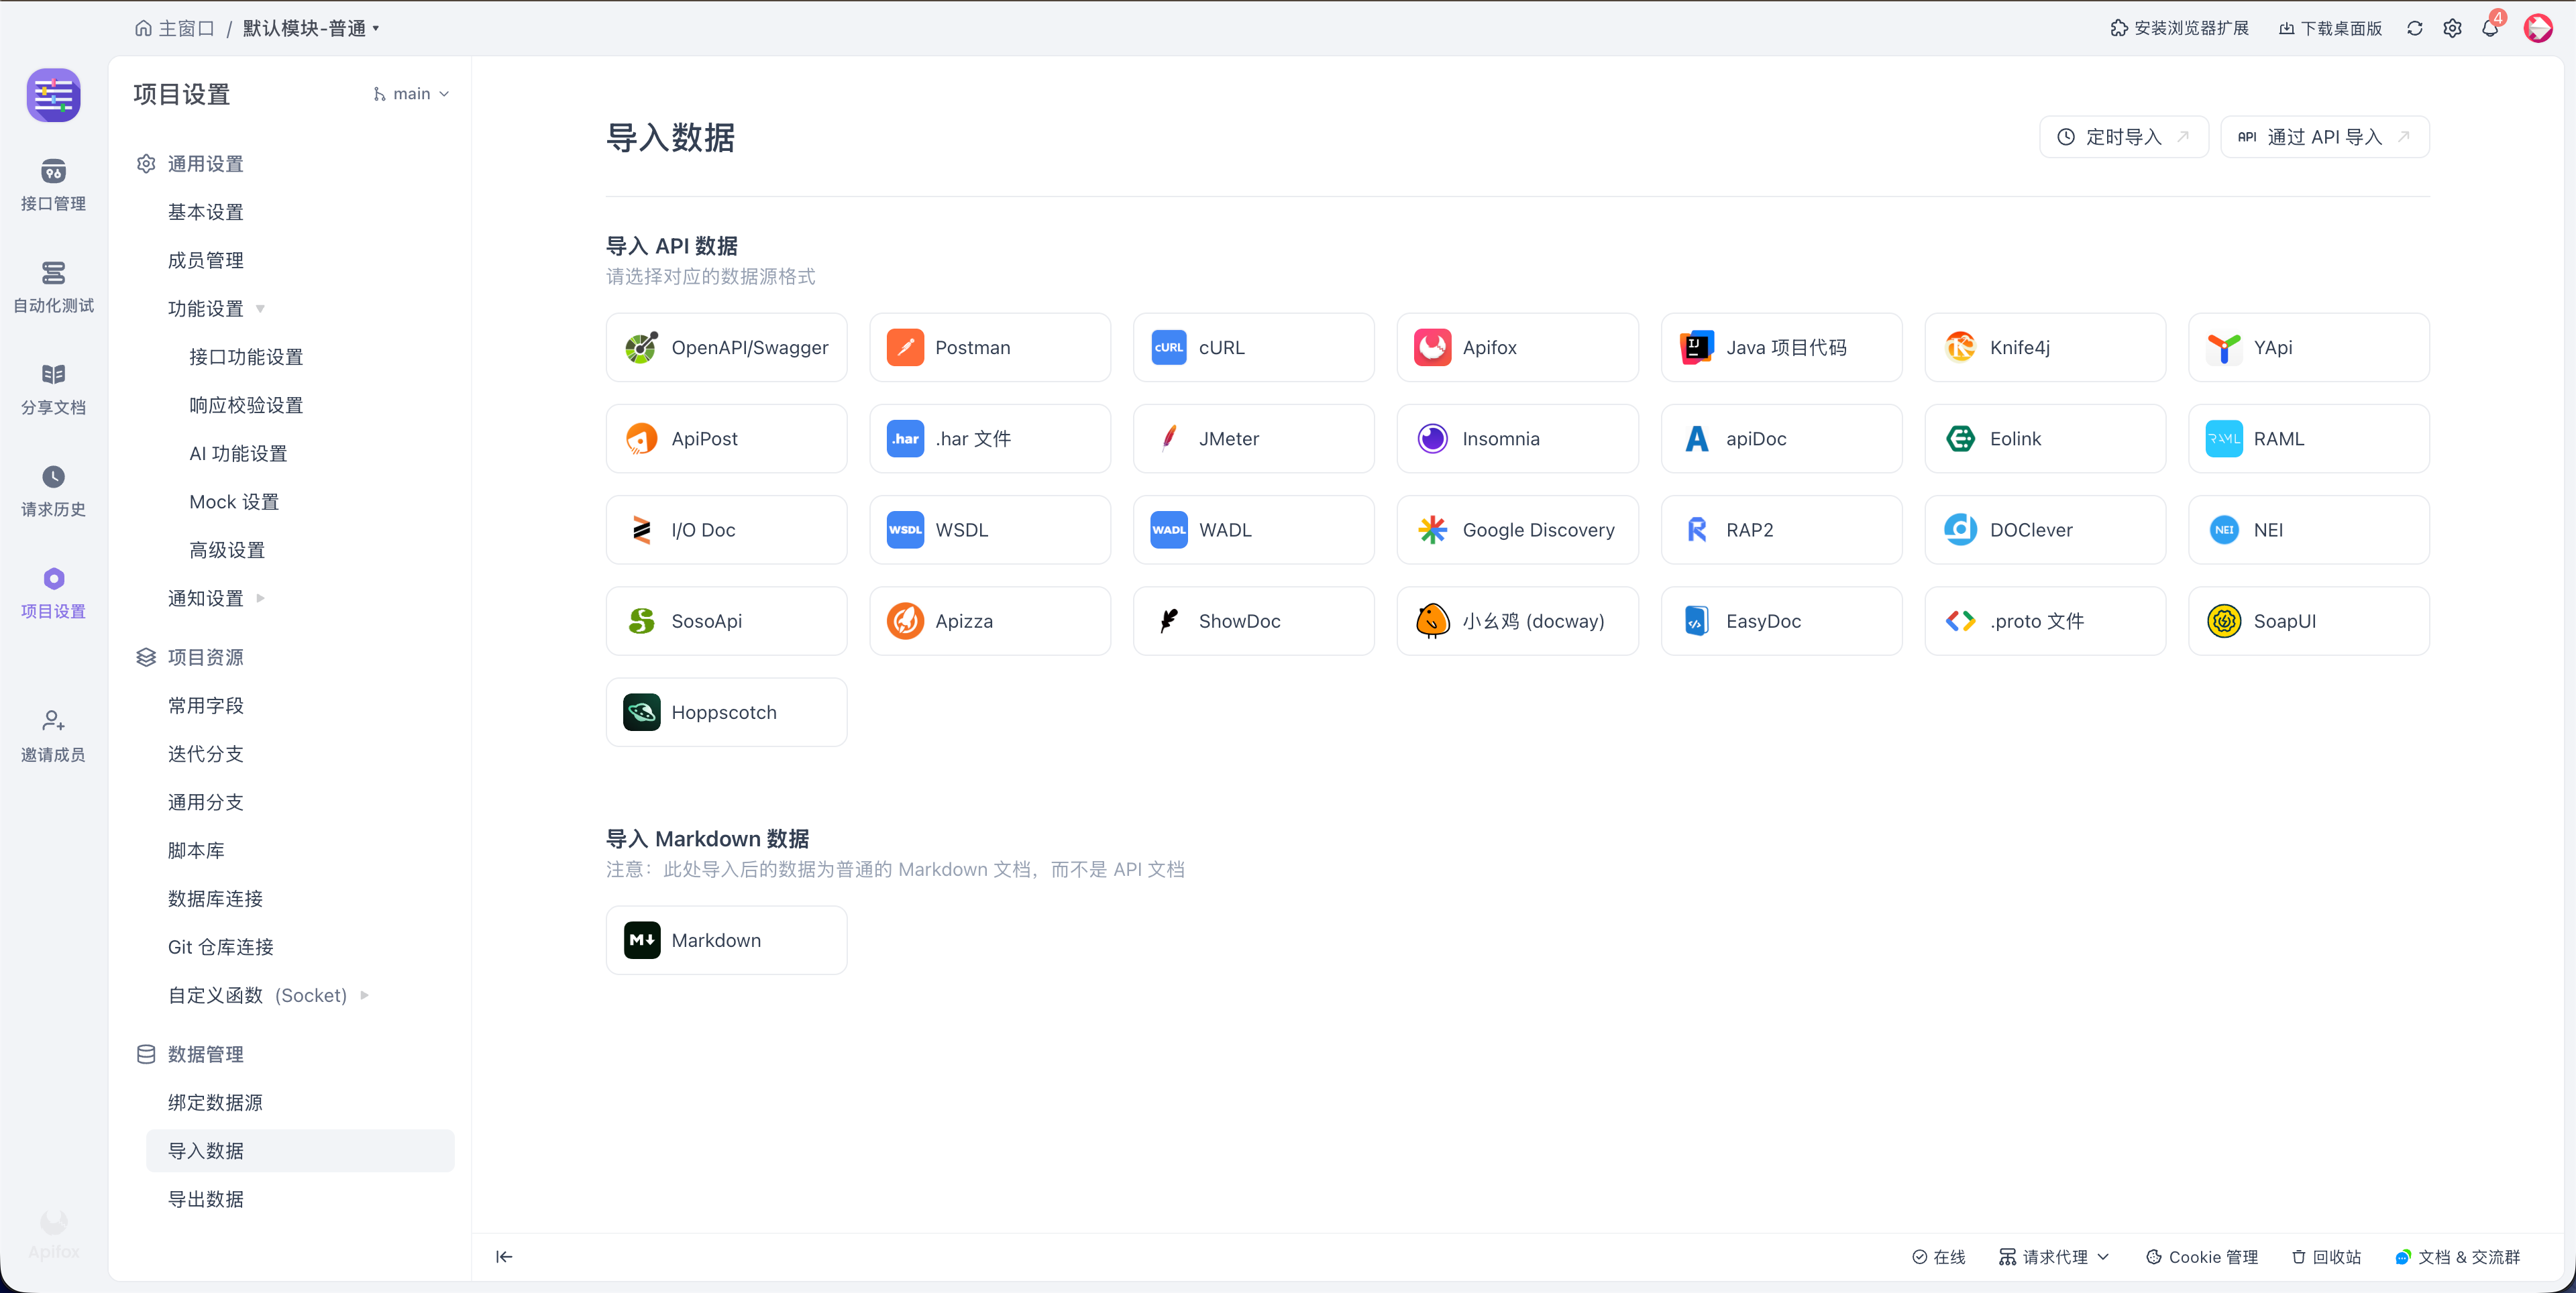 主窗口 / 默认模块-普通
安装浏览器扩展
下载桌面版
4
接口管理
自动化测试
分享文档
请求历史
项目设置
邀请成员
Apifox
项目设置
main
通用设置
基本设置
成员管理
功能设置
接口功能设置
响应校验设置
AI 功能设置
Mock 设置
高级设置
通知设置
项目资源
常用字段
迭代分支
通用分支
脚本库
数据库连接
Git 仓库连接
自定义函数 (Socket)
数据管理
绑定数据源
导入数据
导出数据
导入数据
定时导入
API 通过 API 导入
导入 API 数据
请选择对应的数据源格式
OpenAPI/Swagger
Postman
cURL cURL
Apifox
IJ Java 项目代码
Knife4j
YApi
ApiPost
.har .har 文件
JMeter
Insomnia
apiDoc
Eolink
RAML RAML
I/O Doc
WSDL WSDL
WADL WADL
Google Discovery
RAP2
DOClever
NEI NEI
SosoApi
Apizza
ShowDoc
小幺鸡 (docway)
EasyDoc
.proto 文件
SoapUI
Hoppscotch
导入 Markdown 数据
注意：此处导入后的数据为普通的 Markdown 文档，而不是 API 文档
M Markdown
在线
请求代理
Cookie 管理
回收站
文档 & 交流群